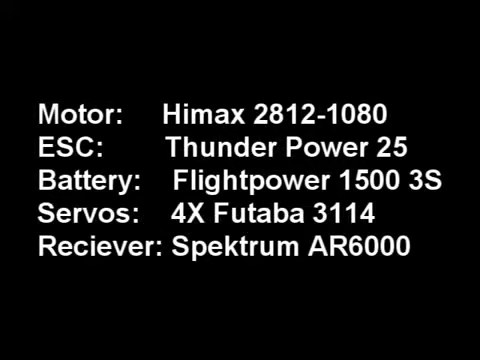 Motor: Himax 2812-1080
ESC: Thunder Power 25
Battery: Flightpower 1500 3S
Servos: 4X Futaba 3114
Reciever: Spektrum AR6000